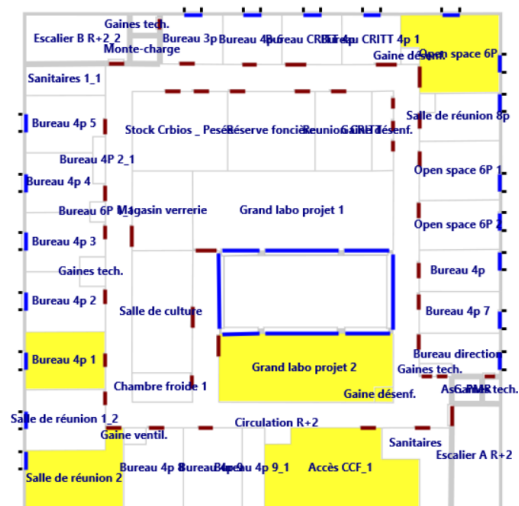 Gaines tech.
Escalier B R+2_2
Bureau 3p
Bureau 4p 6
Bureau CRITT 4p
Bureau CRITT 4p 1
Monte-charge
Gaine désenf.
Open space 6P
Sanitaires 1_1
Salle de réunion 8p
Bureau 4p 5
Stock Crbios _ Pesée
Réserve foncière
Reunion CRITT
Gaine désenf.
Bureau 4P 2_1
Open space 6P 1
Bureau 4p 4
Bureau 6P 1_1
Magasin verrerie
Grand labo projet 1
Open space 6P 2
Bureau 4p 3
Gaines tech.
Bureau 4p
Bureau 4p 2
Salle de culture
Bureau 4p 7
Bureau 4p 1
Bureau direction
Grand labo projet 2
Gaines tech.
Chambre froide 1
Gaine désenf.
Gaines tech.
Salle de réunion 1_2
Circulation R+2
Gaine ventil.
Sanitaires
Escalier A R+2
Salle de réunion 2
Bureau 4p 8
Bureau 4p 9
Bureau 4p 9_1
Accès CCF_1